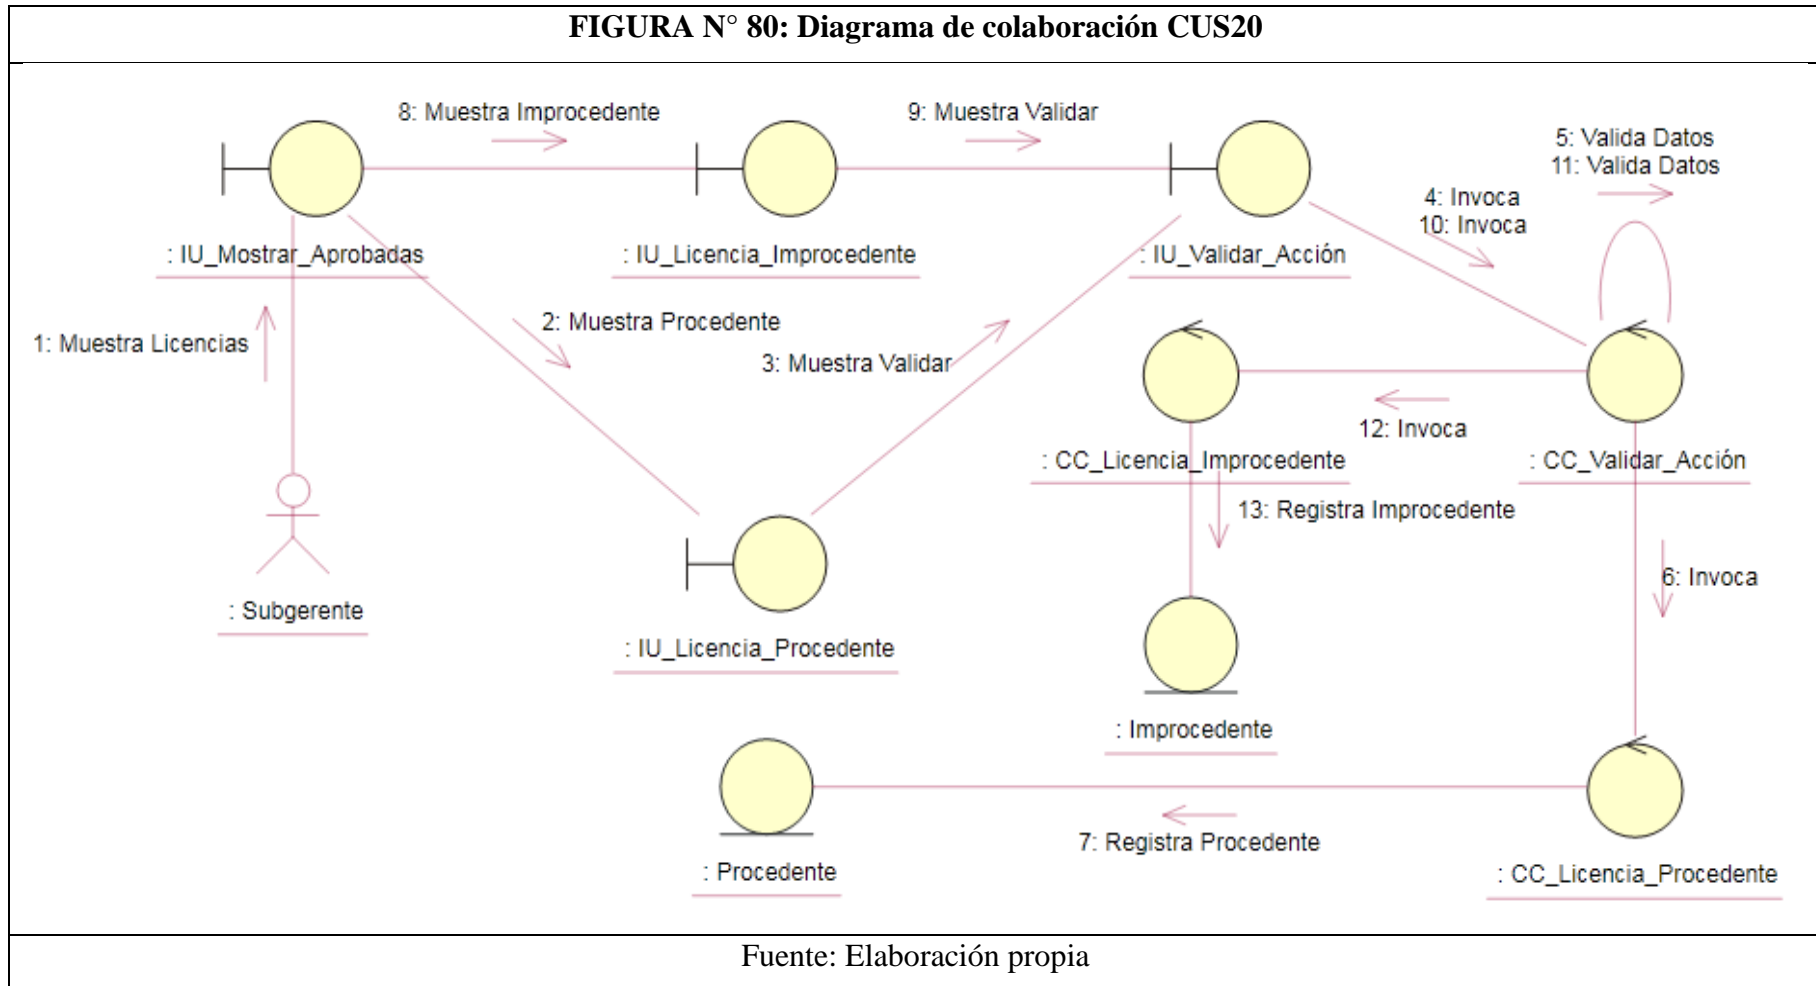 FIGURA N° 80: Diagrama de colaboración CUS20
8: Muestra Improcedente
9: Muestra Validar
5: Valida Datos
11: Valida Datos
4: Invoca
10: Invoca
: IU_Mostrar_Aprobadas
: IU_Licencia_Improcedente
: IU_Validar_Acción
2: Muestra Procedente
1: Muestra Licencias
3: Muestra Validar
12: Invoca
: CC_Licencia_Improcedente
: CC_Validar_Acción
13: Registra Improcedente
6: Invoca
: Subgerente
: IU_Licencia_Procedente
: Improcedente
7: Registra Procedente
: Procedente
: CC_Licencia_Procedente
Fuente: Elaboración propia